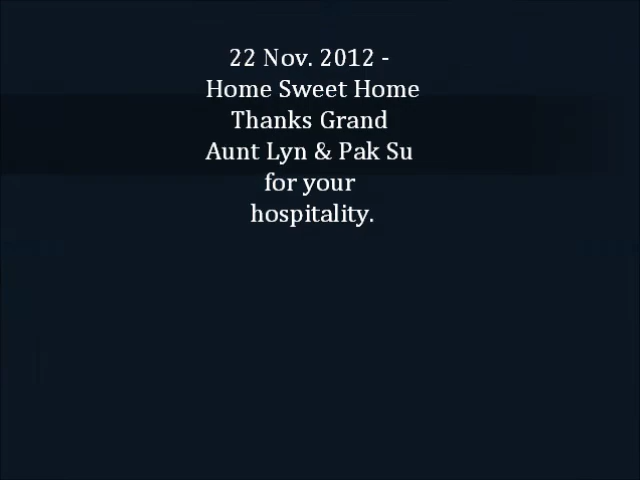 22 Nov. 2012 -
Home Sweet Home
Thanks Grand
Aunt Lyn & Pak Su
for your
hospitality.